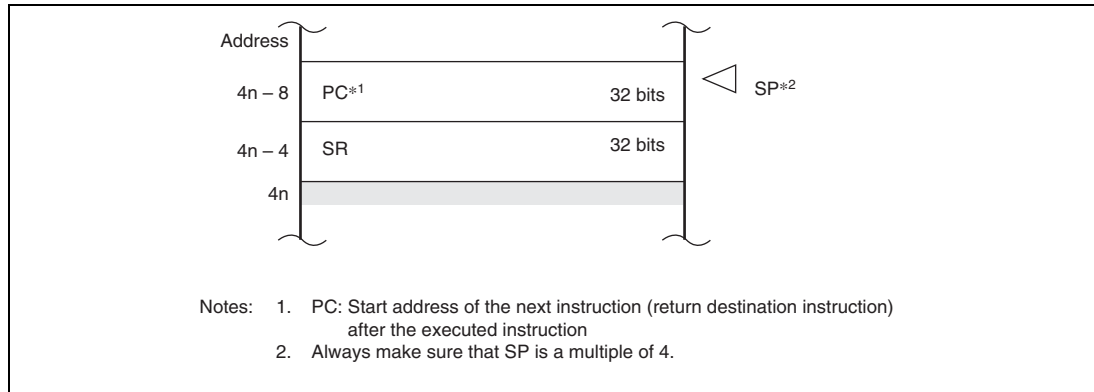 Address
4n – 8 PC*1 32 bits SP*2
4n – 4 SR 32 bits
4n
Notes: 1. PC: Start address of the next instruction (return destination instruction)
after the executed instruction
2. Always make sure that SP is a multiple of 4.